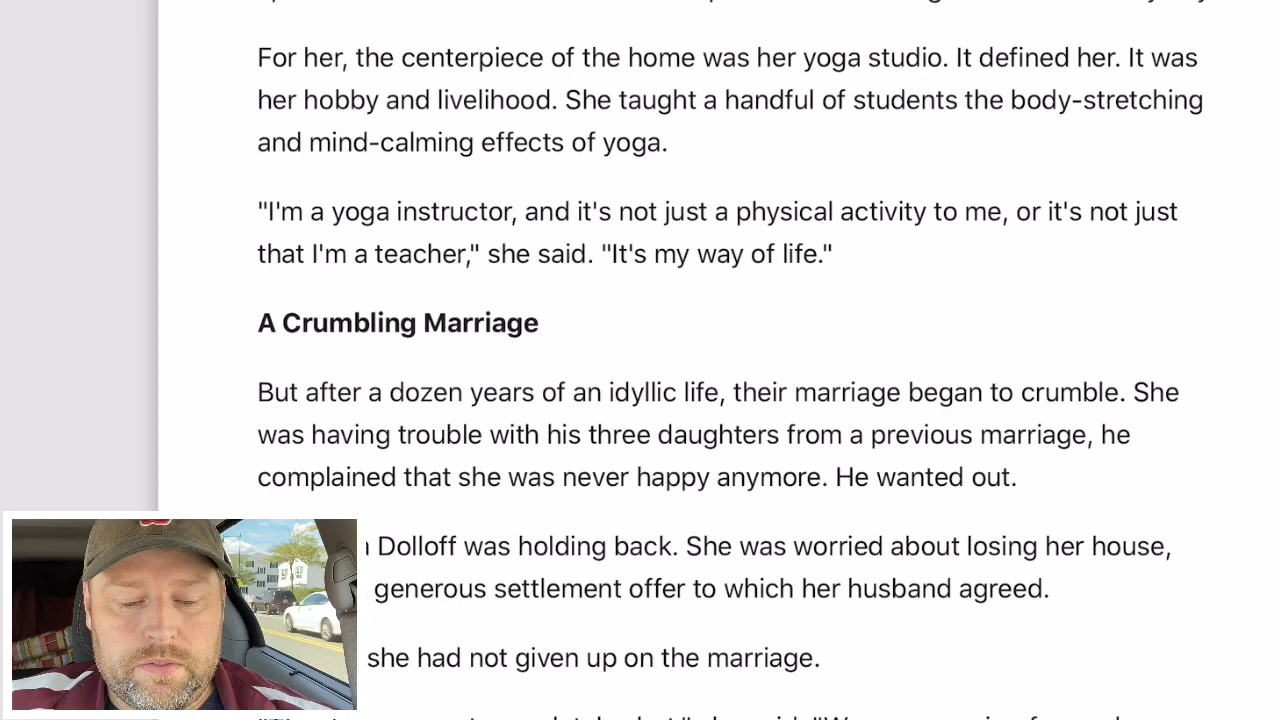 For her, the centerpiece of the home was her yoga studio. It defined her. It was
her hobby and livelihood. She taught a handful of students the body-stretching
and mind-calming effects of yoga.
"I'm a yoga instructor, and it's not just a physical activity to me, or it's not just
that I'm a teacher," she said. "It's my way of life."
A Crumbling Marriage
But after a dozen years of an idyllic life, their marriage began to crumble. She
was having trouble with his three daughters from a previous marriage, he
complained that she was never happy anymore. He wanted out.
Dolloff was holding back. She was worried about losing her house,
generous settlement offer to which her husband agreed.
she had not given up on the marriage.